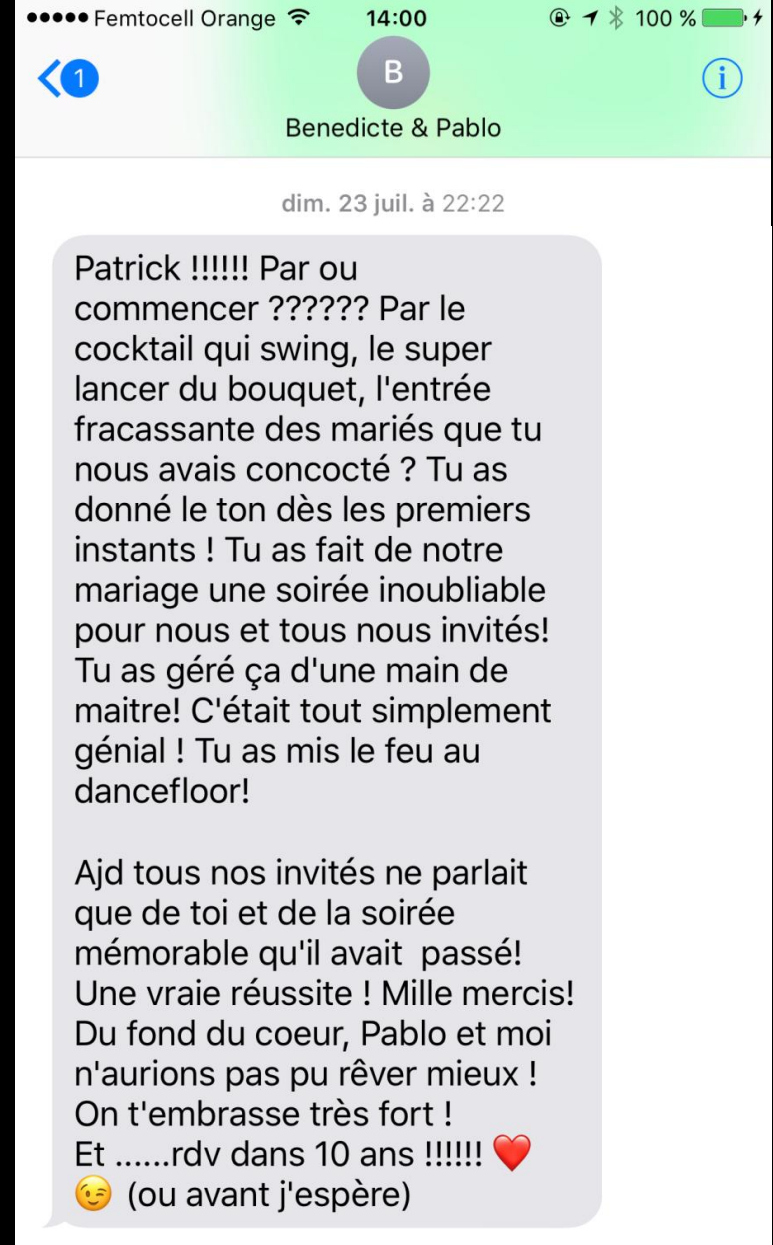 ●●●●● Femtocell Orange 14:00 100 %
1
B
Benedicte & Pablo
dim. 23 juil. à 22:22
Patrick !!!!!! Par ou
commencer ?????? Par le
cocktail qui swing, le super
lancer du bouquet, l'entrée
fracassante des mariés que tu
nous avais concocté ? Tu as
donné le ton dès les premiers
instants ! Tu as fait de notre
mariage une soirée inoubliable
pour nous et tous nous invités!
Tu as géré ça d'une main de
maitre! C'était tout simplement
génial ! Tu as mis le feu au
dancefloor!
Ajd tous nos invités ne parlait
que de toi et de la soirée
mémorable qu'il avait  passé!
Une vraie réussite ! Mille mercis!
Du fond du coeur, Pablo et moi
n'aurions pas pu rêver mieux !
On t'embrasse très fort !
Et ......rdv dans 10 ans !!!!!! ❤️
😉 (ou avant j'espère)